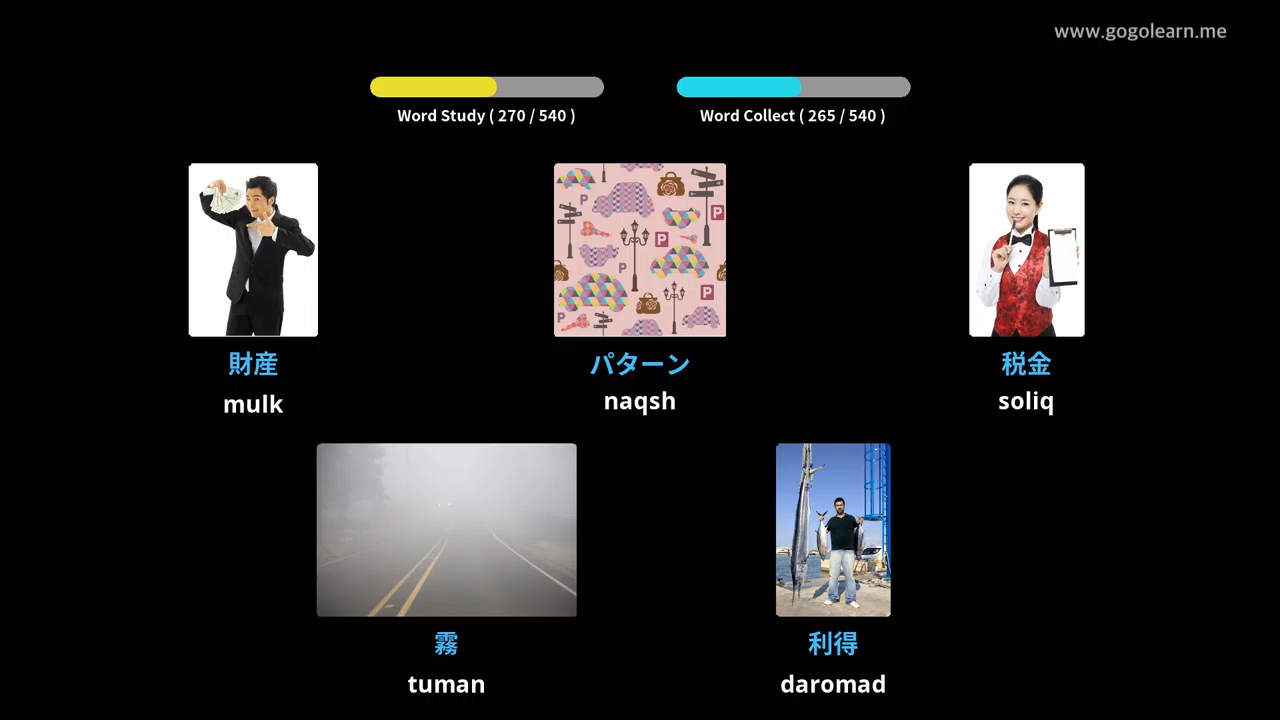 www.gogolearn.me
Word Study ( 270 / 540 )
Word Collect ( 265 / 540 )
財産
mulk
パターン
naqsh
税金
soliq
霧
tuman
利得
daromad